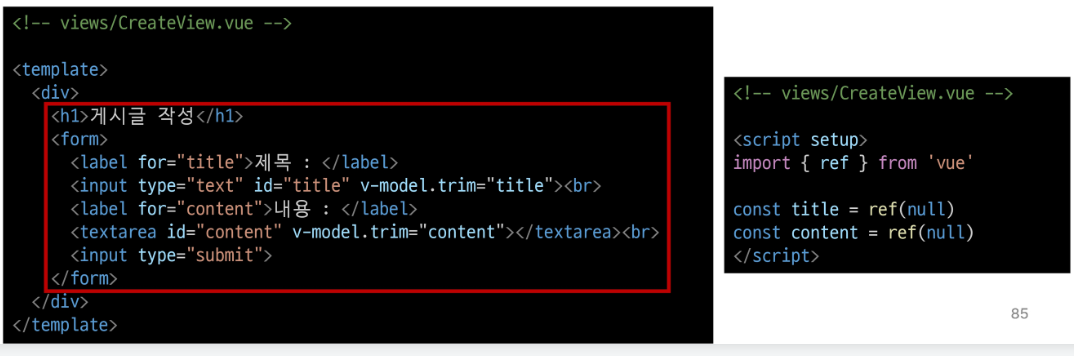 <!-- views/CreateView.vue -->
<template>
<div>
<h1>게시글 작성</h1>
<form>
<label for="title">제목 : </label>
<input type="text" id="title" v-model.trim="title"><br>
<label for="content">내용 : </label>
<textarea id="content" v-model.trim="content"></textarea><br>
<input type="submit">
</form>
</div>
</template>
<!-- views/CreateView.vue -->
<script setup>
import { ref } from 'vue'
const title = ref(null)
const content = ref(null)
</script>
85